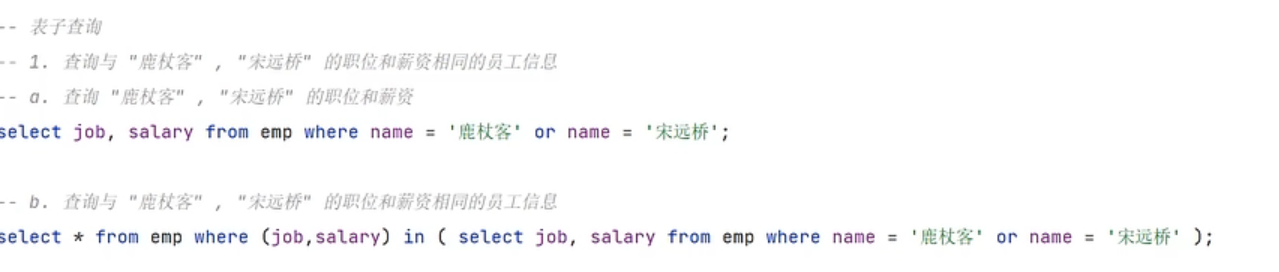 -- 表子查询
-- 1. 查询与 "鹿杖客" , "宋远桥" 的职位和薪资相同的员工信息
-- a. 查询 "鹿杖客" , "宋远桥" 的职位和薪资
select job, salary from emp where name = '鹿杖客' or name = '宋远桥';
-- b. 查询与 "鹿杖客" , "宋远桥" 的职位和薪资相同的员工信息
select * from emp where (job,salary) in ( select job, salary from emp where name = '鹿杖客' or name = '宋远桥' );